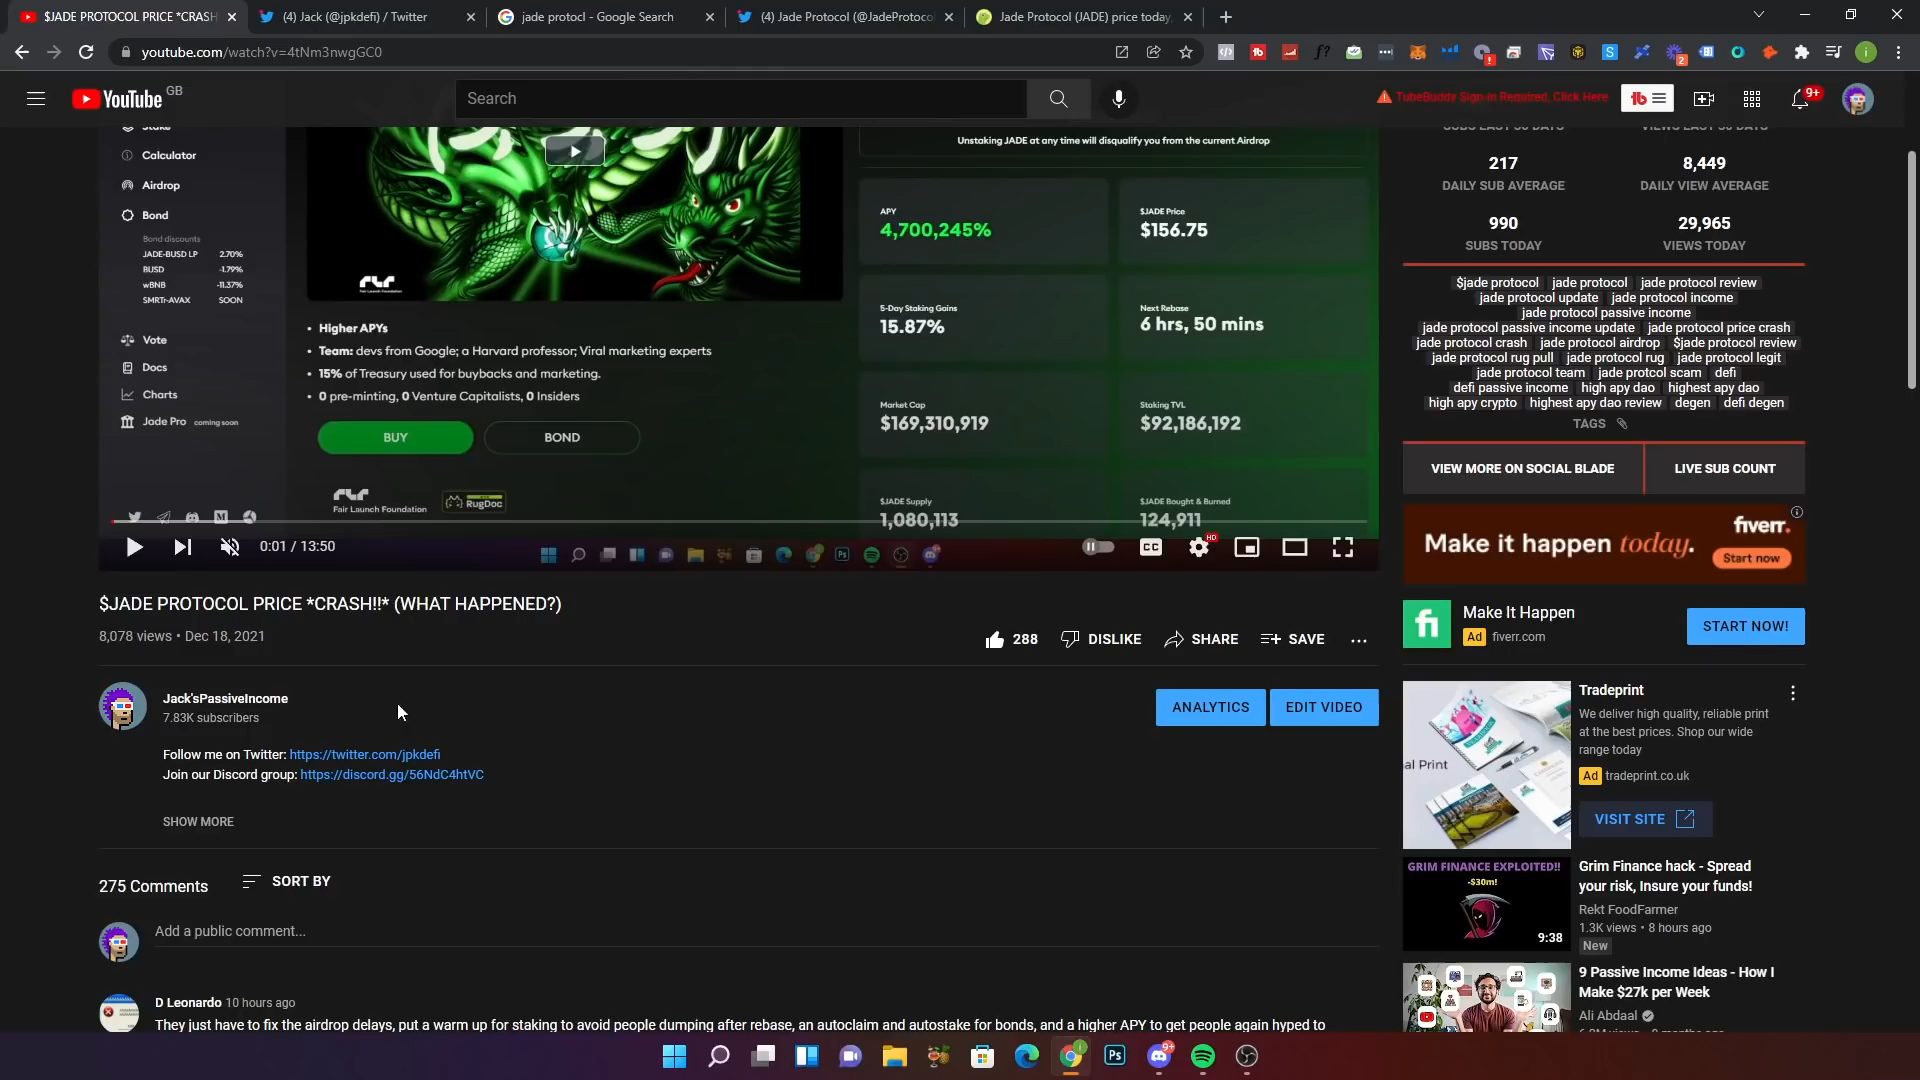 $JADE PROTOCOL PRICE *CRASH
(4) Jack (@jpkdefi) / Twitter
jade protocl - Google Search
(4) Jade Protocol (@JadeProtoco
Jade Protocol (JADE) price today,
youtube.com/watch?v=4tNm3nwgGC0
YouTube GB
Search
TubeBuddy Sign-in Required, Click Here
9+
Stake
Calculator
Airdrop
Bond
Bond discounts
JADE-BUSD LP 2.70%
BUSD -1.79%
wBNB -11.37%
SMRTr-AVAX SOON
Vote
Docs
Charts
Jade Pro coming soon
Fair Launch Foundation
Higher APYs
Team: devs from Google; a Harvard professor; Viral marketing experts
15% of Treasury used for buybacks and marketing.
0 pre-minting, 0 Venture Capitalists, 0 Insiders
BUY
BOND
Fair Launch Foundation
RugDoc
Unstaking JADE at any time will disqualify you from the current Airdrop
APY
4,700,245%
$JADE Price
$156.75
5-Day Staking Gains
15.87%
Next Rebase
6 hrs, 50 mins
Market Cap
$169,310,919
Staking TVL
$92,186,192
$JADE Supply
1,080,113
$JADE Bought & Burned
124,911
0:01 / 13:50
CC
HD
$JADE PROTOCOL PRICE *CRASH!!* (WHAT HAPPENED?)
8,078 views • Dec 18, 2021
288
DISLIKE
SHARE
SAVE
Jack'sPassiveIncome
7.83K subscribers
ANALYTICS
EDIT VIDEO
Follow me on Twitter: https://twitter.com/jpkdefi
Join our Discord group: https://discord.gg/56NdC4htVC
SHOW MORE
275 Comments
SORT BY
Add a public comment...
D Leonardo 10 hours ago
They just have to fix the airdrop delays, put a warm up for staking to avoid people dumping after rebase, an autoclaim and autostake for bonds, and a higher APY to get people again hyped to
SUBS LAST 30 DAYS
VIEWS LAST 30 DAYS
217
DAILY SUB AVERAGE
8,449
DAILY VIEW AVERAGE
990
SUBS TODAY
29,965
VIEWS TODAY
$jade protocol jade protocol jade protocol review
jade protocol update jade protocol income
jade protocol passive income
jade protocol passive income update jade protocol price crash
jade protocol crash jade protocol airdrop $jade protocol review
jade protocol rug pull jade protocol rug jade protocol legit
jade protocol team jade protcol scam defi
defi passive income high apy dao highest apy dao
high apy crypto highest apy dao review degen defi degen
TAGS
VIEW MORE ON SOCIAL BLADE
LIVE SUB COUNT
fiverr.
Make it happen today.
Start now
fi
Make It Happen
Ad fiverr.com
START NOW!
al Print
Tradeprint
We deliver high quality, reliable print
at the best prices. Shop our wide
range today
Ad tradeprint.co.uk
VISIT SITE
GRIM FINANCE EXPLOITED!!
-$30m!
9:38
Grim Finance hack - Spread
your risk, Insure your funds!
Rekt FoodFarmer
1.3K views • 8 hours ago
New
9 Passive Income Ideas - How I
Make $27k per Week
Ali Abdaal
Ps
9+